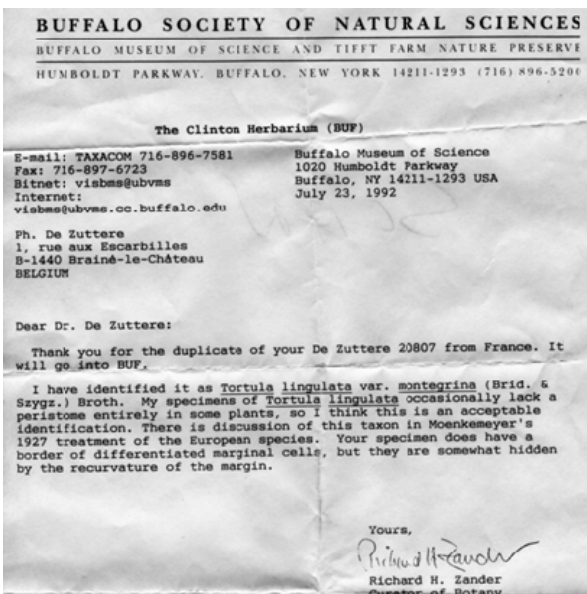 BUFFALO SOCIETY OF NATURAL SCIENCES
BUFFALO MUSEUM OF SCIENCE AND TIFFT FARM NATURE PRESERVE
HUMBOLDT PARKWAY, BUFFALO, NEW YORK 14211-1293 (716) 896-5200
The Clinton Herbarium (BUF)
E-mail: TAXACOM 716-896-7581
Fax: 716-897-6723
Bitnet: visbms@ubvms
Internet:
visbms@ubvms.cc.buffalo.edu
Buffalo Museum of Science
1020 Humboldt Parkway
Buffalo, NY 14211-1293 USA
July 23, 1992
Ph. De Zuttere
1, rue aux Escarbilles
B-1440 Braine-le-Château
BELGIUM
Dear Dr. De Zuttere:
Thank you for the duplicate of your De Zuttere 20807 from France. It
will go into BUF.
I have identified it as Tortula lingulata var. montegrina (Brid. &
Szygz.) Broth. My specimens of Tortula lingulata occasionally lack a
peristome entirely in some plants, so I think this is an acceptable
identification. There is discussion of this taxon in Moenkemeyer's
1927 treatment of the European species. Your specimen does have a
border of differentiated marginal cells, but they are somewhat hidden
by the recurvature of the margin.
Yours,
Richard H. Zander
Richard H. Zander
Curator of Botany